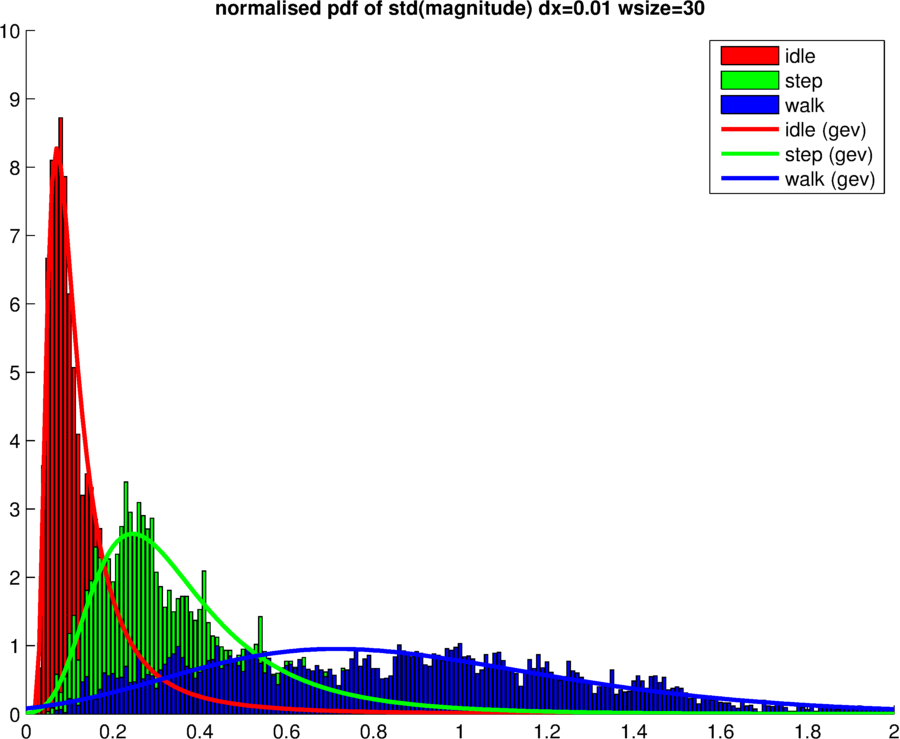 normalised pdf of std(magnitude) dx=0.01 wsize=30
10
9
8
7
6
5
4
3
2
1
0
idle
step
walk
idle (gev)
step (gev)
walk (gev)
0 0.2 0.4 0.6 0.8 1 1.2 1.4 1.6 1.8 2